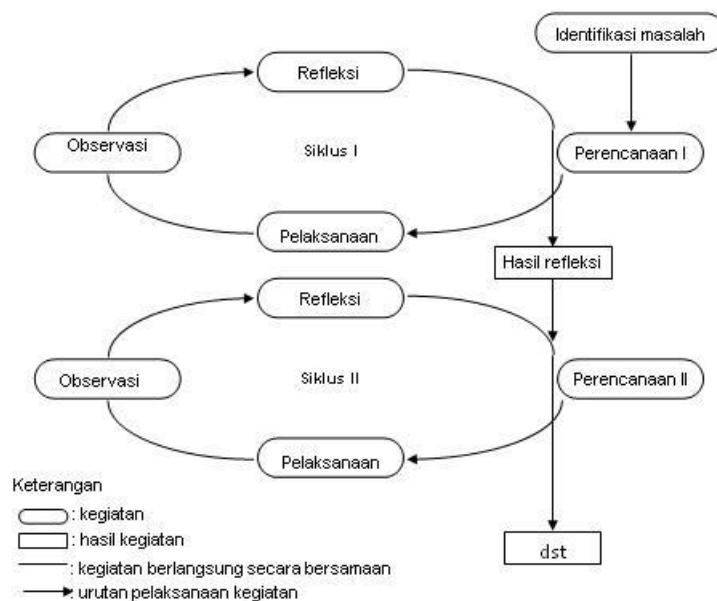 Identifikasi masalah
Refleksi
Observasi
Siklus I
Perencanaan I
Pelaksanaan
Hasil refleksi
Refleksi
Observasi
Siklus II
Perencanaan II
Pelaksanaan
Keterangan
: kegiatan
: hasil kegiatan
dst
: kegiatan berlangsung secara bersamaan
: urutan pelaksanaan kegiatan